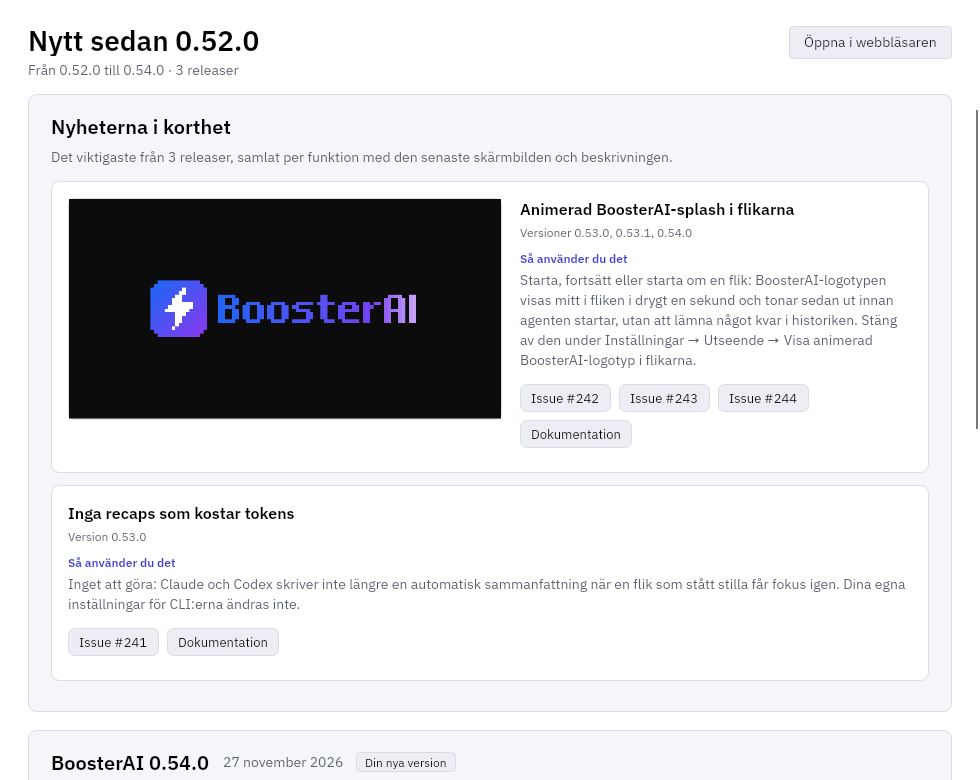 Nytt sedan 0.52.0
Öppna i webbläsaren
Från 0.52.0 till 0.54.0 · 3 releaser
Nyheterna i korthet
Det viktigaste från 3 releaser, samlat per funktion med den senaste skärmbilden och beskrivningen.
BoosterAI
Animerad BoosterAI-splash i flikarna
Versioner 0.53.0, 0.53.1, 0.54.0
Så använder du det
Starta, fortsätt eller starta om en flik: BoosterAI-logotypen
visas mitt i fliken i drygt en sekund och tonar sedan ut innan
agenten startar, utan att lämna något kvar i historiken. Stäng
av den under Inställningar → Utseende → Visa animerad
BoosterAI-logotyp i flikarna.
Issue #242 Issue #243 Issue #244
Dokumentation
Inga recaps som kostar tokens
Version 0.53.0
Så använder du det
Inget att göra: Claude och Codex skriver inte längre en automatisk sammanfattning när en flik som stått stilla får fokus igen. Dina egna
inställningar för CLI:erna ändras inte.
Issue #241 Dokumentation
BoosterAI 0.54.0 27 november 2026 Din nya version